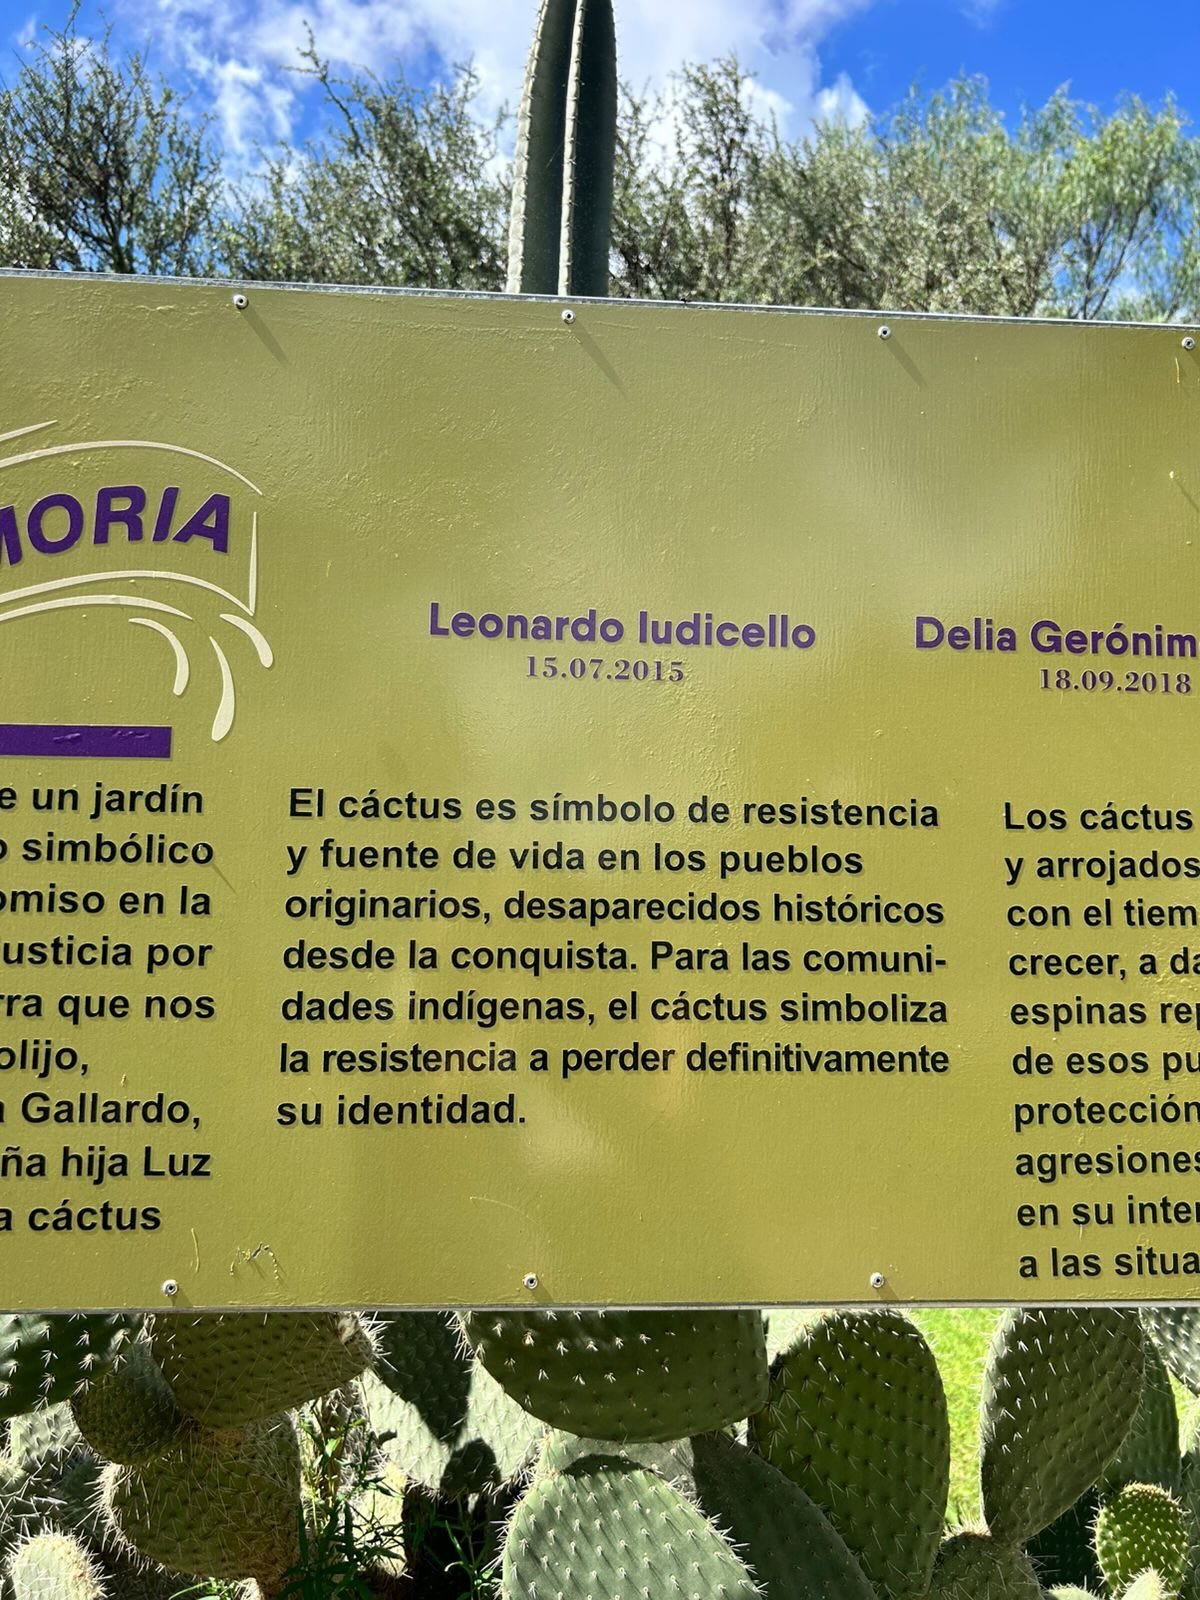 MORIA
Leonardo Iudicello
15.07.2015
Delia Gerónim
18.09.2018
e un jardín
o simbólico
omiso en la
usticia por
rra que nos
olijo,
a Gallardo,
ña hija Luz
a cáctus
El cáctus es símbolo de resistencia
y fuente de vida en los pueblos
originarios, desaparecidos históricos
desde la conquista. Para las comuni-
dades indígenas, el cáctus simboliza
la resistencia a perder definitivamente
su identidad.
Los cáctus
y arrojados
con el tiem
crecer, a da
espinas rep
de esos pu
protección
agresiones
en su inter
a las situa